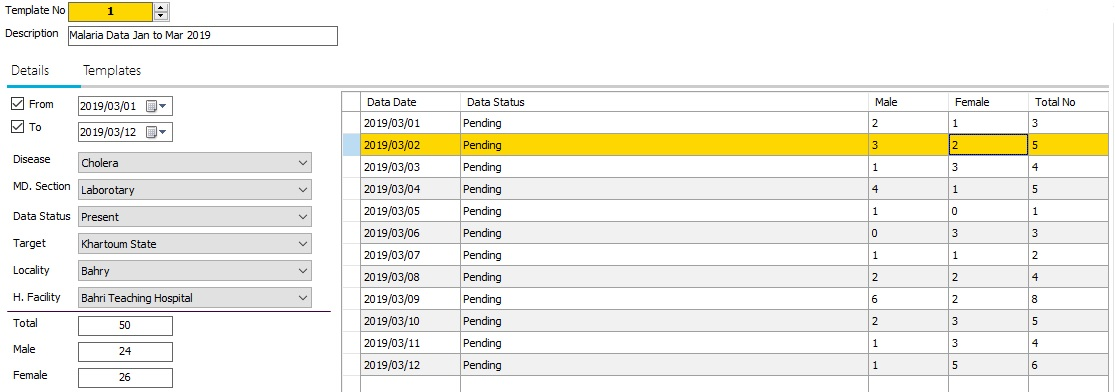 Template No 1
Description Malaria Data Jan to Mar 2019
Details Templates
From 2019/03/01
To 2019/03/12
Disease Cholera
MD. Section Laborotary
Data Status Present
Target Khartoum State
Locality Bahry
H. Facility Bahri Teaching Hospital
Total 50
Male 24
Female 26
Data Date Data Status Male Female Total No
2019/03/01 Pending 2 1 3
2019/03/02 Pending 3 2 5
2019/03/03 Pending 1 3 4
2019/03/04 Pending 4 1 5
2019/03/05 Pending 1 0 1
2019/03/06 Pending 0 3 3
2019/03/07 Pending 1 1 2
2019/03/08 Pending 2 2 4
2019/03/09 Pending 6 2 8
2019/03/10 Pending 2 3 5
2019/03/11 Pending 1 3 4
2019/03/12 Pending 1 5 6